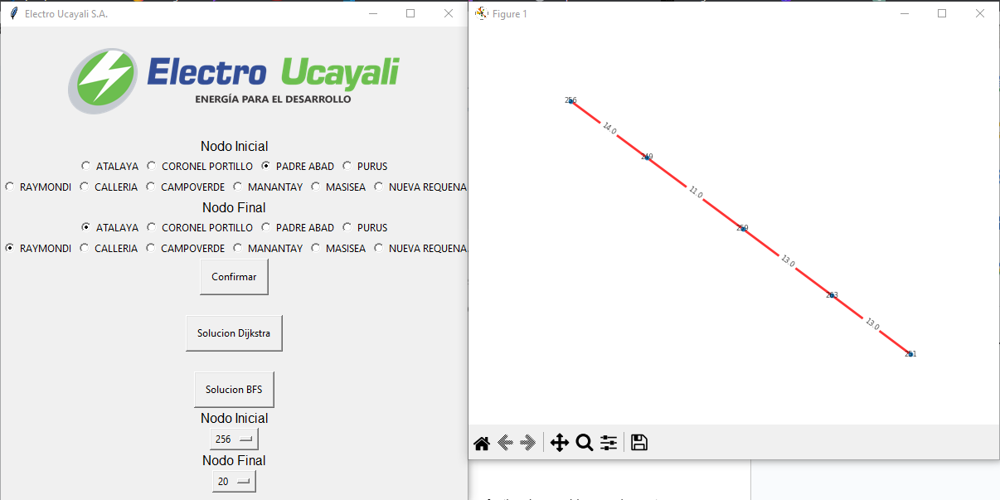 Electro Ucayali S.A.
Electro Ucayali
ENERGÍA PARA EL DESARROLLO
Nodo Inicial
ATALAYA CORONEL PORTILLO PADRE ABAD PURUS
RAYMONDI CALLERIA CAMPOVERDE MANANTAY MASISEA NUEVA REQUENA
Nodo Final
ATALAYA CORONEL PORTILLO PADRE ABAD PURUS
RAYMONDI CALLERIA CAMPOVERDE MANANTAY MASISEA NUEVA REQUENA
Confirmar
Solucion Dijkstra
Solucion BFS
Nodo Inicial
256
Nodo Final
20
Figure 1
256
14.0
249
11.0
259
13.0
263
13.0
251